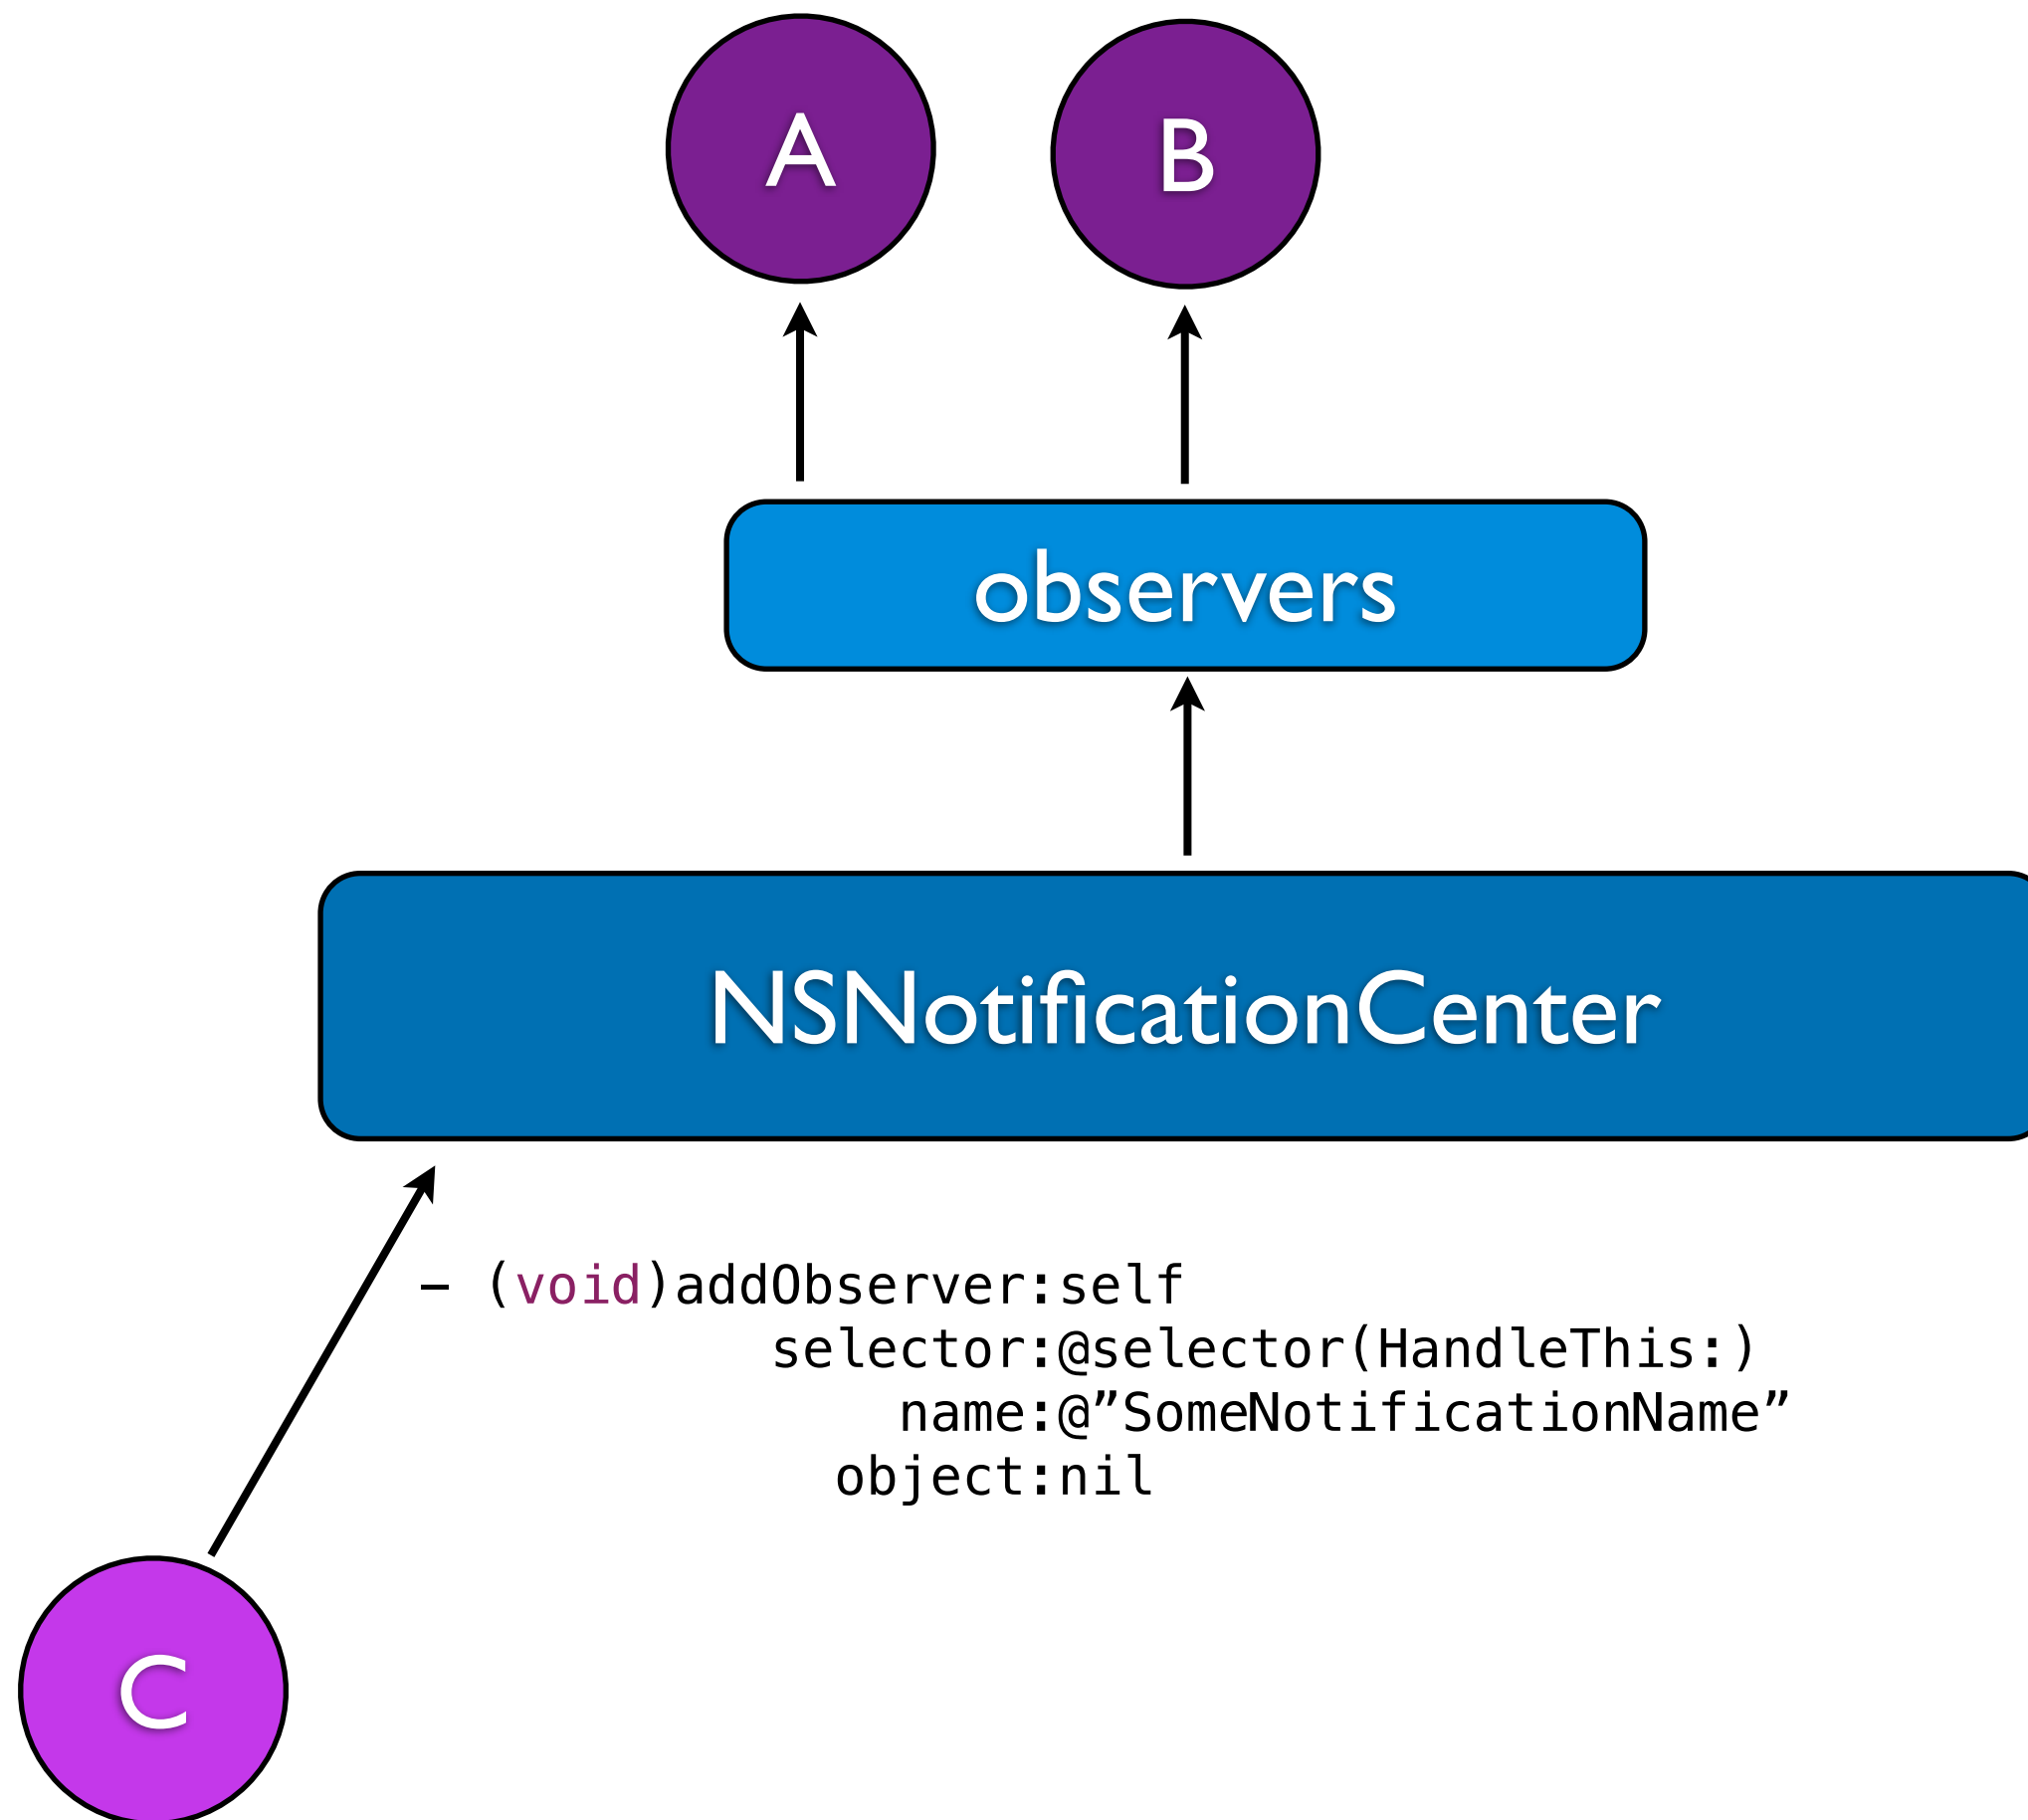 A
B
observers
NSNotificationCenter
– (void)addObserver:self
selector:@selector(HandleThis:)
name:@”SomeNotificationName”
object:nil
C